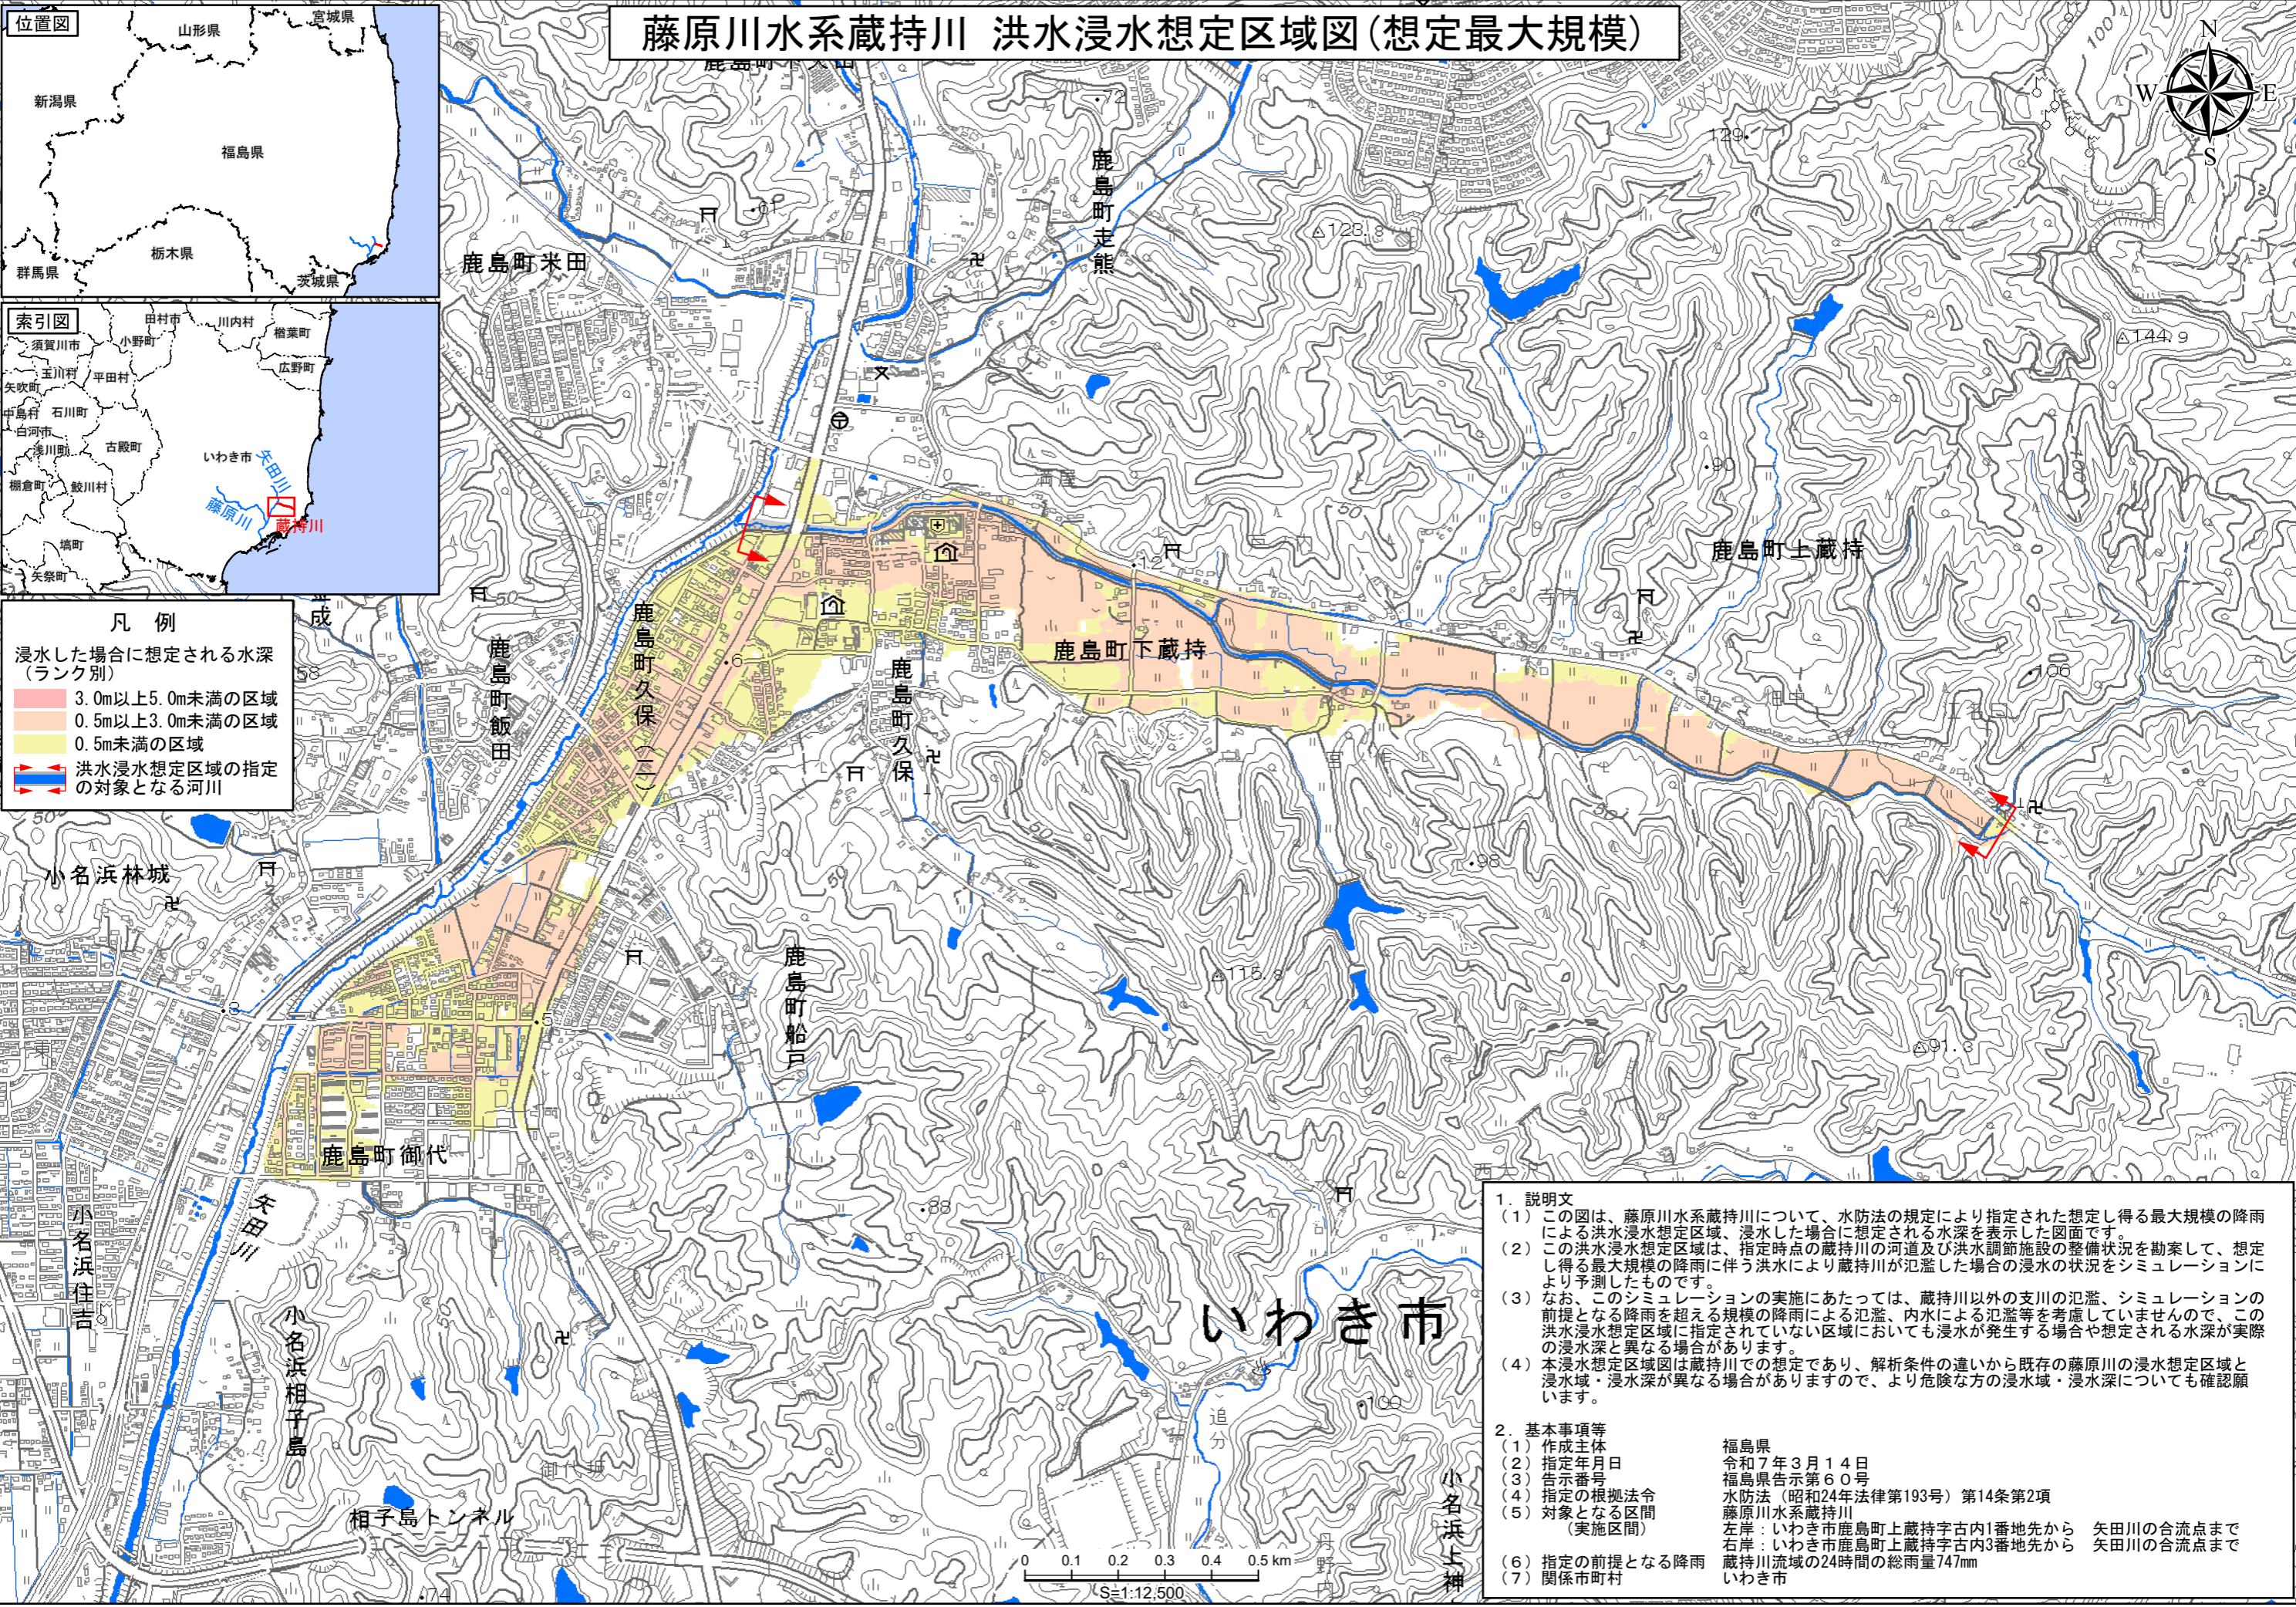 藤原川水系蔵持川 洪水浸水想定区域図(想定最大規模)
位置図
山形県
宮城県
新潟県
福島県
栃木県
群馬県
茨城県
索引図
田村市
川内村
楢葉町
須賀川市
小野町
広野町
玉川村
平田村
矢吹町
中島村
石川町
白河市
浅川町
古殿町
いわき市
矢田川
棚倉町
鮫川村
藤原川
蔵持川
塙町
矢祭町
凡 例
浸水した場合に想定される水深
(ランク別)
3.0m以上5.0m未満の区域
0.5m以上3.0m未満の区域
0.5m未満の区域
洪水浸水想定区域の指定
の対象となる河川
N
W
E
S
鹿島町走熊
鹿島町米田
鹿島町上蔵持
鹿島町下蔵持
鹿島町久保(二)
鹿島町久保
鹿島町飯田
鹿島町船戸
鹿島町御代
小名浜林城
小名浜住吉
矢田川
小名浜相子島
相子島トンネル
いわき市
小名浜上神
追分
72
61
129
128.8
144.9
100
100
90
50
12
106
6
58
50
50
50
50
98
115.8
91.3
8
5
88
50
100
74
0 0.1 0.2 0.3 0.4 0.5 km
S=1:12,500
1. 説明文
(1) この図は、藤原川水系蔵持川について、水防法の規定により指定された想定し得る最大規模の降雨
による洪水浸水想定区域、浸水した場合に想定される水深を表示した図面です。
(2) この洪水浸水想定区域は、指定時点の蔵持川の河道及び洪水調節施設の整備状況を勘案して、想定
し得る最大規模の降雨に伴う洪水により蔵持川が氾濫した場合の浸水の状況をシミュレーションに
より予測したものです。
(3) なお、このシミュレーションの実施にあたっては、蔵持川以外の支川の氾濫、シミュレーションの
前提となる降雨を超える規模の降雨による氾濫、内水による氾濫等を考慮していませんので、この
洪水浸水想定区域に指定されていない区域においても浸水が発生する場合や想定される水深が実際
の浸水深と異なる場合があります。
(4) 本浸水想定区域図は蔵持川での想定であり、解析条件の違いから既存の藤原川の浸水想定区域と
浸水域・浸水深が異なる場合がありますので、より危険な方の浸水域・浸水深についても確認願
います。
2. 基本事項等
(1) 作成主体 福島県
(2) 指定年月日 令和7年3月14日
(3) 告示番号 福島県告示第60号
(4) 指定の根拠法令 水防法(昭和24年法律第193号)第14条第2項
(5) 対象となる区間 藤原川水系蔵持川
(実施区間) 左岸:いわき市鹿島町上蔵持字古内1番地先から 矢田川の合流点まで
右岸:いわき市鹿島町上蔵持字古内3番地先から 矢田川の合流点まで
(6) 指定の前提となる降雨 蔵持川流域の24時間の総雨量747mm
(7) 関係市町村 いわき市